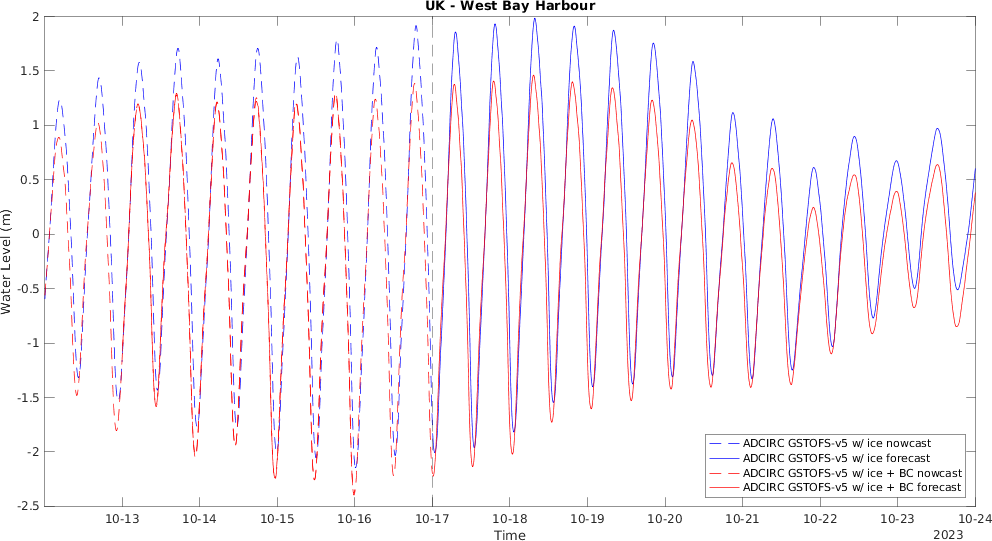 UK - West Bay Harbour
2
1.5
1
0.5
0
-0.5
-1
-1.5
-2
-2.5
Water Level (m)
ADCIRC GSTOFS-v5 w/ ice nowcast
ADCIRC GSTOFS-v5 w/ ice forecast
ADCIRC GSTOFS-v5 w/ ice + BC nowcast
ADCIRC GSTOFS-v5 w/ ice + BC forecast
10-13 10-14 10-15 10-16 10-17 10-18 10-19 10-20 10-21 10-22 10-23 10-24
Time
2023